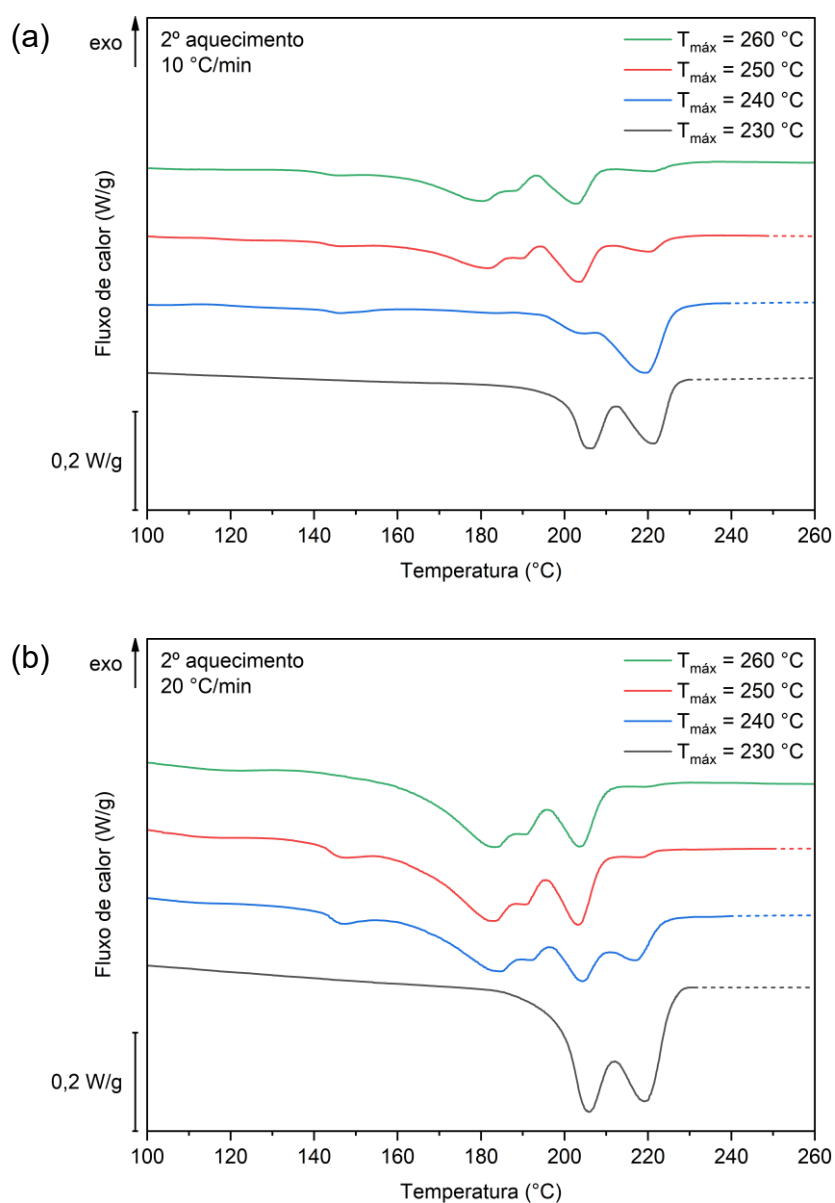 (a)
exo
2º aquecimento
10 °C/min
Tmáx = 260 °C
Tmáx = 250 °C
Tmáx = 240 °C
Tmáx = 230 °C
Fluxo de calor (W/g)
0,2 W/g
100 120 140 160 180 200 220 240 260
Temperatura (°C)
(b)
exo
2º aquecimento
20 °C/min
Tmáx = 260 °C
Tmáx = 250 °C
Tmáx = 240 °C
Tmáx = 230 °C
Fluxo de calor (W/g)
0,2 W/g
100 120 140 160 180 200 220 240 260
Temperatura (°C)